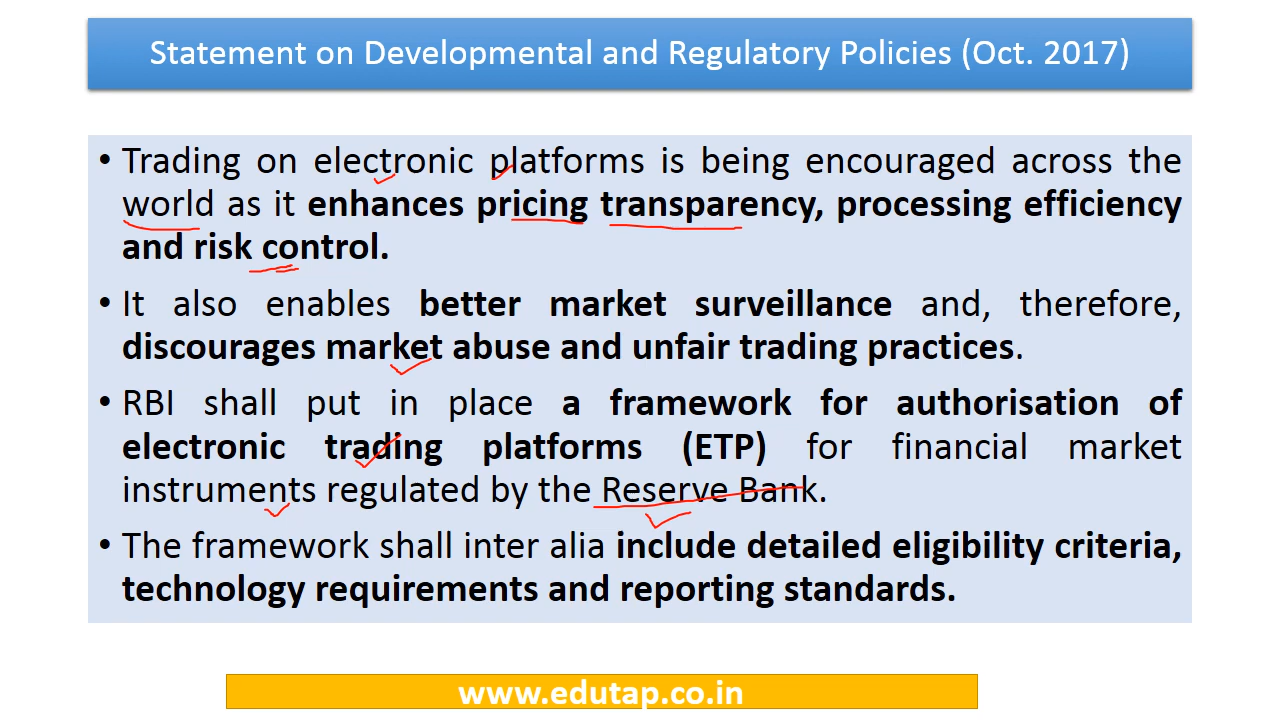 Statement on Developmental and Regulatory Policies (Oct. 2017)
• Trading on electronic platforms is being encouraged across the
world as it enhances pricing transparency, processing efficiency
and risk control.
• It also enables better market surveillance and, therefore,
discourages market abuse and unfair trading practices.
• RBI shall put in place a framework for authorisation of
electronic trading platforms (ETP) for financial market
instruments regulated by the Reserve Bank.
• The framework shall inter alia include detailed eligibility criteria,
technology requirements and reporting standards.
www.edutap.co.in